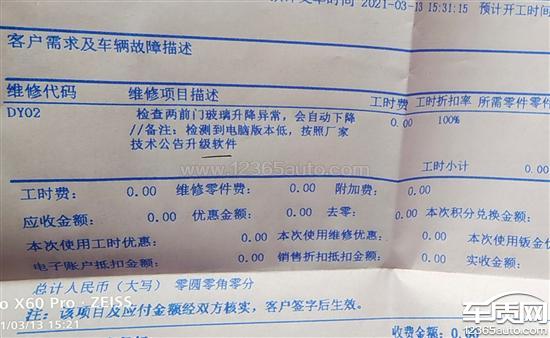 时间 2021-03-13 15:31:15 预计开工时间
客户需求及车辆故障描述
维修代码 维修项目描述 工时费 工时折扣率 所需零件零件
DY02 检查两前门玻璃升降异常，会自动下降 0.00 100%
//备注：检测到电脑版本低，按照厂家
技术公告升级软件
www.12365auto.com
工时小计 0.00
工时费： 0.00 维修零件费： 0.00 附加费： 0.00
应收金额： 0.00 优惠金额： 0.00 去零： 0.00 本次积分兑换金额：
本次使用工时优惠： 0.00 本次使用维修优惠： 0.00 本次使用钣金
电子账户抵扣金额： 0.00 销售折扣抵扣金额： 0.00 实收金额：
总计人民币（大写） 零圆零角零分
X60 Pro · ZEISS
注：该项目及应付金额经双方核实，客户签字后生效。
1/03/13 15:21
收费金额： 0.00
车质网
12365auto.com